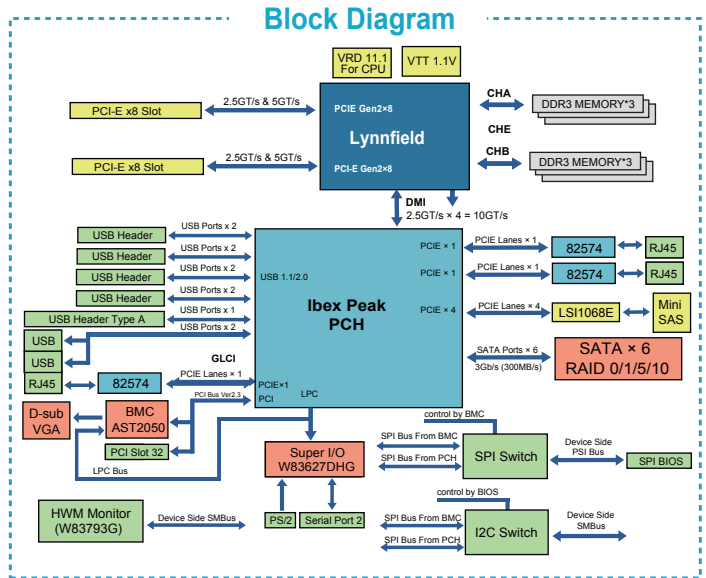 Block Diagram
VRD 11.1
For CPU
VTT 1.1V
PCI-E x8 Slot
2.5GT/s & 5GT/s
PCIE Gen2×8
Lynnfield
PCI-E Gen2×8
CHA
DDR3 MEMORY*3
CHE
PCI-E x8 Slot
2.5GT/s & 5GT/s
CHB
DDR3 MEMORY*3
DMI
2.5GT/s × 4 = 10GT/s
USB Header
USB Ports x 2
USB Header
USB Ports x 2
USB Header
USB Ports x 2
USB Header
USB Ports x 2
USB Header Type A
USB Ports x 1
USB Ports x 2
USB
USB
RJ45
82574
GLCI
PCIE Lanes × 1
USB 1.1/2.0
Ibex Peak
PCH
PCIE × 1
PCIE × 1
PCIE × 4
PCIE×1
PCI
LPC
PCIE Lanes × 1
82574
RJ45
PCIE Lanes × 1
82574
RJ45
PCIE Lanes × 4
LSI1068E
Mini
SAS
SATA Ports × 6
3Gb/s (300MB/s)
SATA × 6
RAID 0/1/5/10
PCI Bus Ver2.3
D-sub
VGA
BMC
AST2050
PCI Slot 32
LPC Bus
Super I/O
W83627DHG
PS/2
Serial Port 2
control by BMC
SPI Bus From BMC
SPI Bus From PCH
SPI Switch
Device Side
PSI Bus
SPI BIOS
HWM Monitor
(W83793G)
Device Side SMBus
control by BIOS
SPI Bus From BMC
SPI Bus From PCH
I2C Switch
Device Side
SMBus